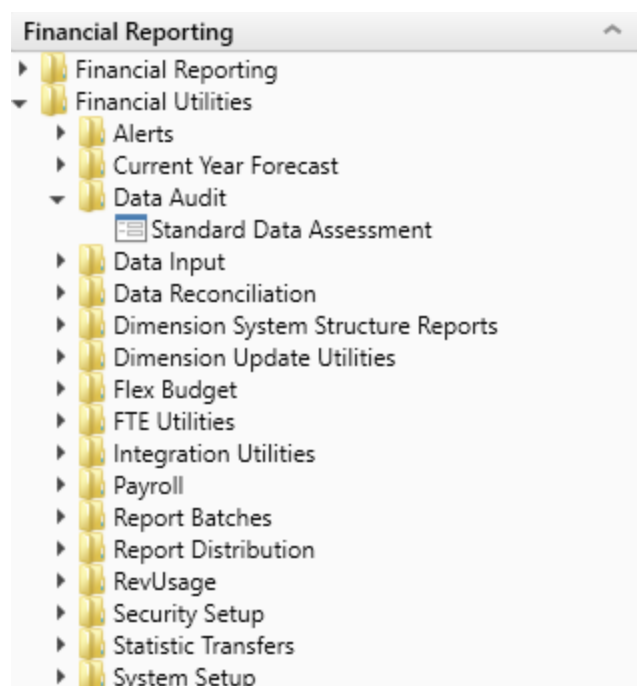 Financial Reporting
Financial Reporting
Financial Utilities
Alerts
Current Year Forecast
Data Audit
Standard Data Assessment
Data Input
Data Reconciliation
Dimension System Structure Reports
Dimension Update Utilities
Flex Budget
FTE Utilities
Integration Utilities
Payroll
Report Batches
Report Distribution
RevUsage
Security Setup
Statistic Transfers
System Setup